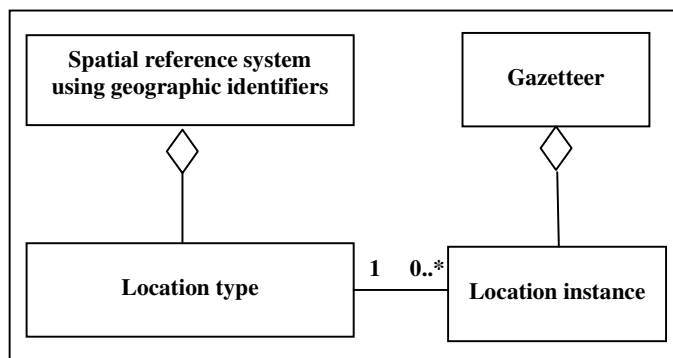 Spatial reference system
using geographic identifiers
Gazetteer
Location type
1
0..*
Location instance